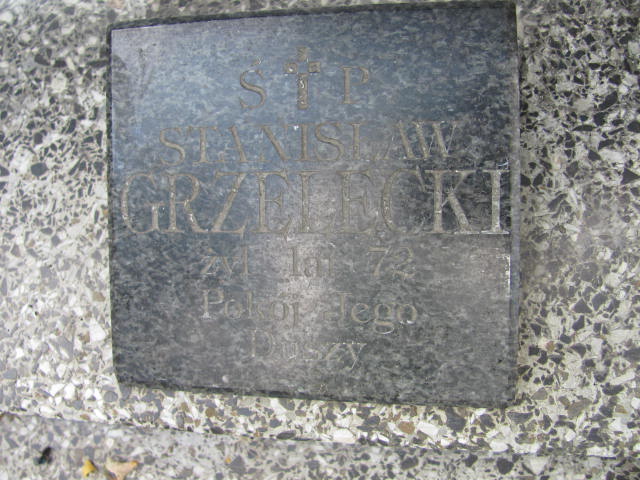 Ś P
STANISŁAW
GRZELECKI
żył lat 72
Pokój Jego
Duszy